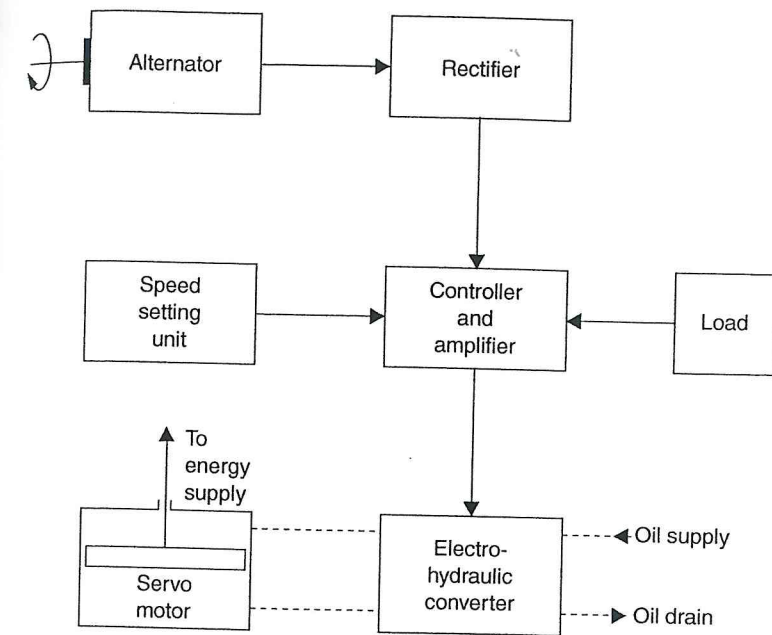 Alternator
Rectifier
Speed
setting
unit
Controller
and
amplifier
Load
To
energy
supply
Servo
motor
Electro-
hydraulic
converter
Oil supply
Oil drain